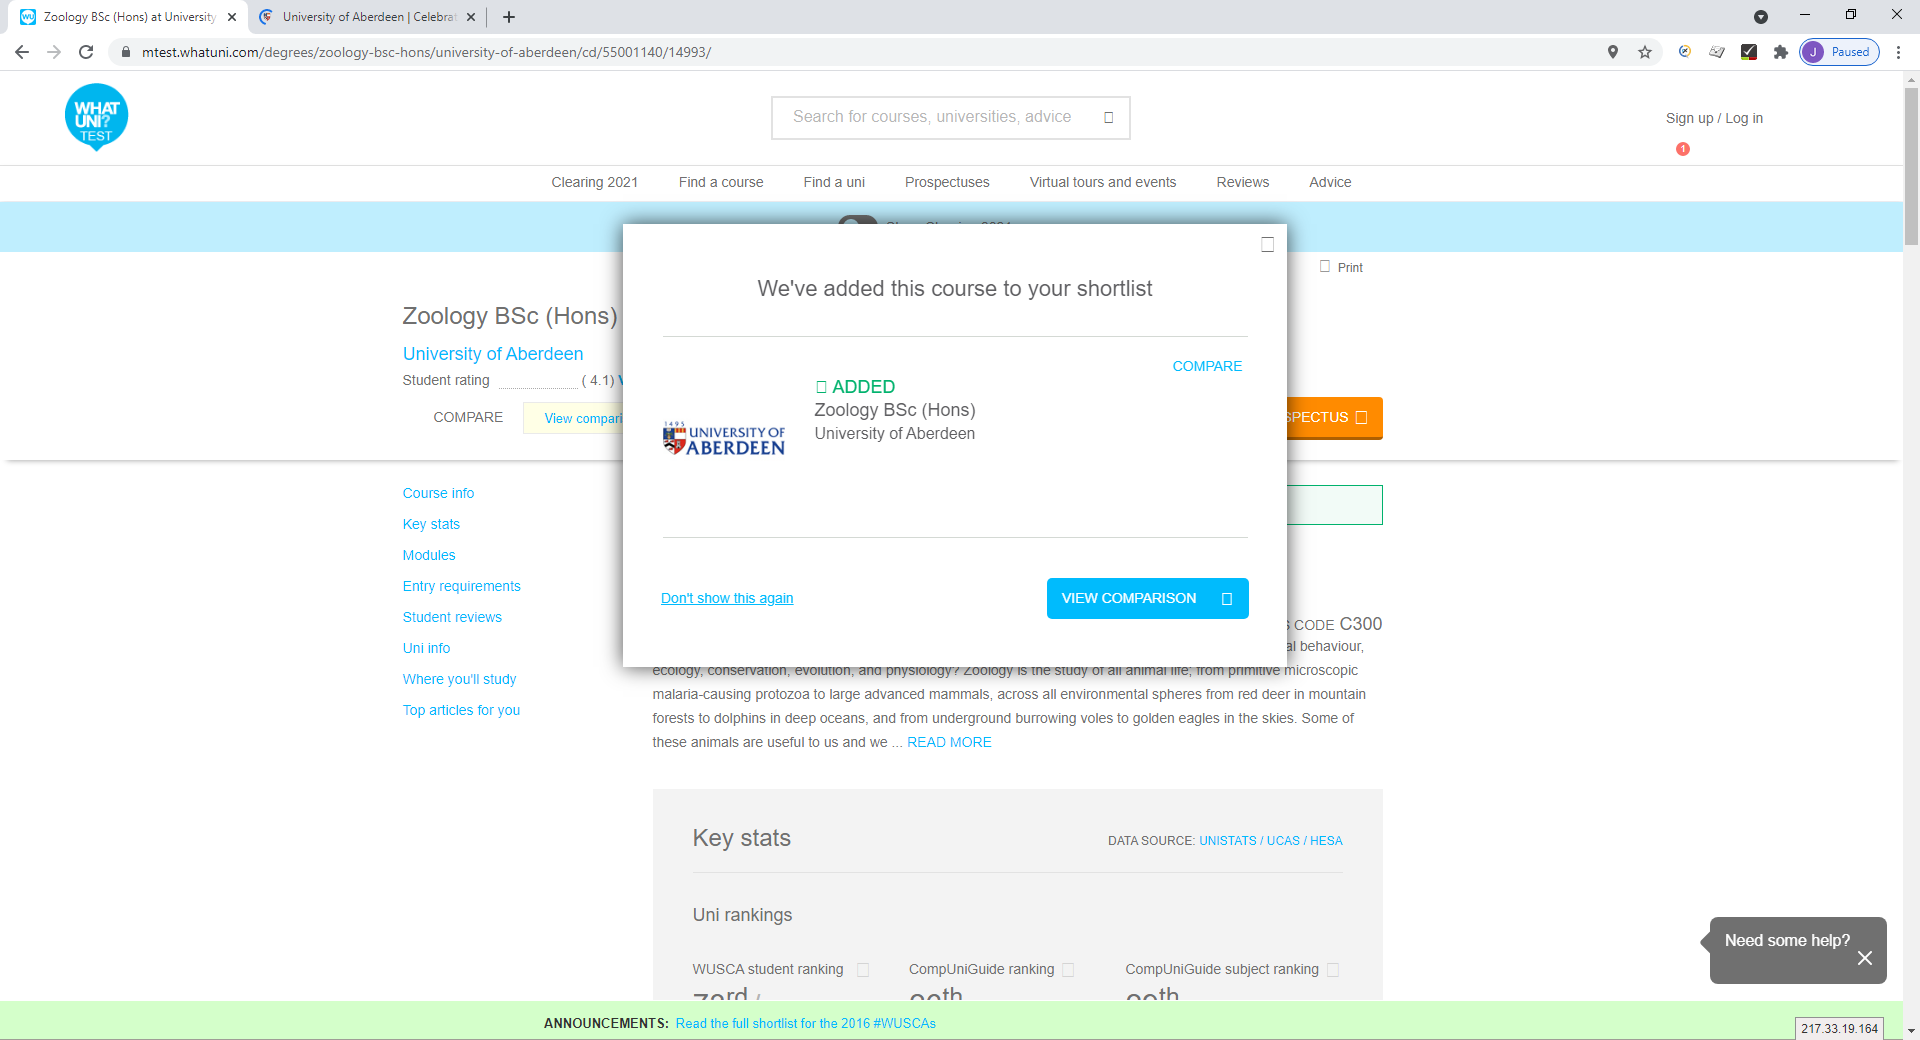 Zoology BSc (Hons) at University
University of Aberdeen | Celebrat
mtest.whatuni.com/degrees/zoology-bsc-hons/university-of-aberdeen/cd/55001140/14993/
J Paused
WHAT
UNI?
TEST
Search for courses, universities, advice
Sign up / Log in
1
Clearing 2021 Find a course Find a uni Prospectuses Virtual tours and events Reviews Advice
Print
We've added this course to your shortlist
Zoology BSc (Hons)
University of Aberdeen
Student rating ( 4.1)
COMPARE View compari
COMPARE
ADDED
Zoology BSc (Hons)
University of Aberdeen
1495
UNIVERSITY OF
ABERDEEN
SPECTUS
Don't show this again
VIEW COMPARISON
Course info
Key stats
Modules
Entry requirements
Student reviews
Uni info
Where you'll study
Top articles for you
S CODE C300
al behaviour,
ecology, conservation, evolution, and physiology? Zoology is the study of all animal life; from primitive microscopic
malaria-causing protozoa to large advanced mammals, across all environmental spheres from red deer in mountain
forests to dolphins in deep oceans, and from underground burrowing voles to golden eagles in the skies. Some of
these animals are useful to us and we ... READ MORE
Key stats
DATA SOURCE: UNISTATS / UCAS / HESA
Uni rankings
WUSCA student ranking CompUniGuide ranking CompUniGuide subject ranking
Need some help?
ANNOUNCEMENTS: Read the full shortlist for the 2016 #WUSCAs
217.33.19.164